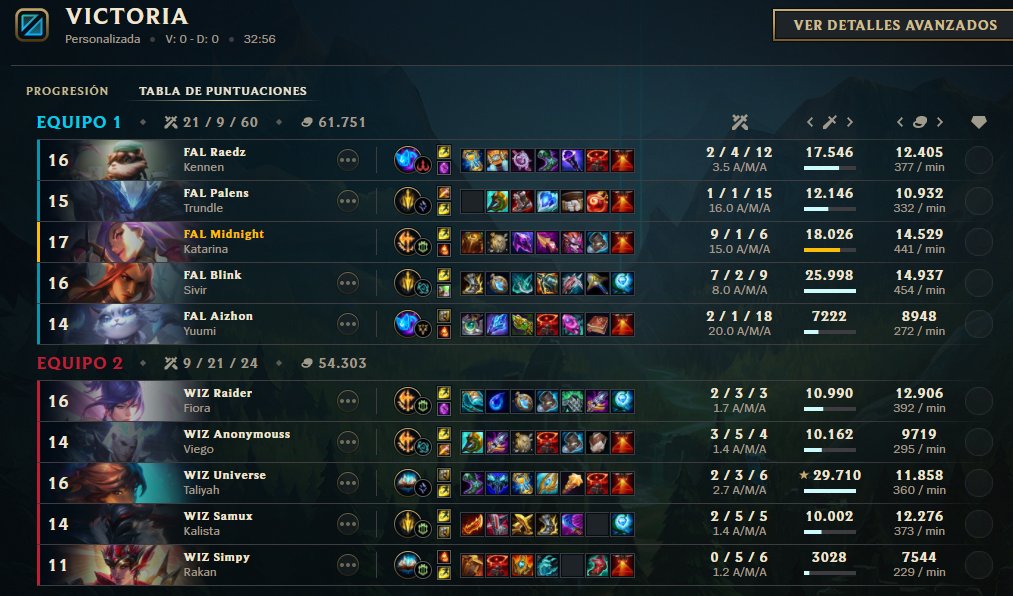 VICTORIA
Personalizada • V: 0 - D: 0 • 32:56
VER DETALLES AVANZADOS
PROGRESIÓN TABLA DE PUNTUACIONES
EQUIPO 1 21 / 9 / 60 61.751
16 FAL Raedz 2 / 4 / 12 17.546 12.405
Kennen 3.5 A/M/A 377 / min
15 FAL Palens 1 / 1 / 15 12.146 10.932
Trundle 16.0 A/M/A 332 / min
17 FAL Midnight 9 / 1 / 6 18.026 14.529
Katarina 15.0 A/M/A 441 / min
16 FAL Blink 7 / 2 / 9 25.998 14.937
Sivir 8.0 A/M/A 454 / min
14 FAL Aizhon 2 / 1 / 18 7222 8948
Yuumi 20.0 A/M/A 272 / min
EQUIPO 2 9 / 21 / 24 54.303
16 WIZ Raider 2 / 3 / 3 10.990 12.906
Fiora 1.7 A/M/A 392 / min
14 WIZ Anonymouss 3 / 5 / 4 10.162 9719
Viego 1.4 A/M/A 295 / min
16 WIZ Universe 2 / 3 / 6 29.710 11.858
Taliyah 2.7 A/M/A 360 / min
14 WIZ Samux 2 / 5 / 5 10.002 12.276
Kalista 1.4 A/M/A 373 / min
11 WIZ Simpy 0 / 5 / 6 3028 7544
Rakan 1.2 A/M/A 229 / min